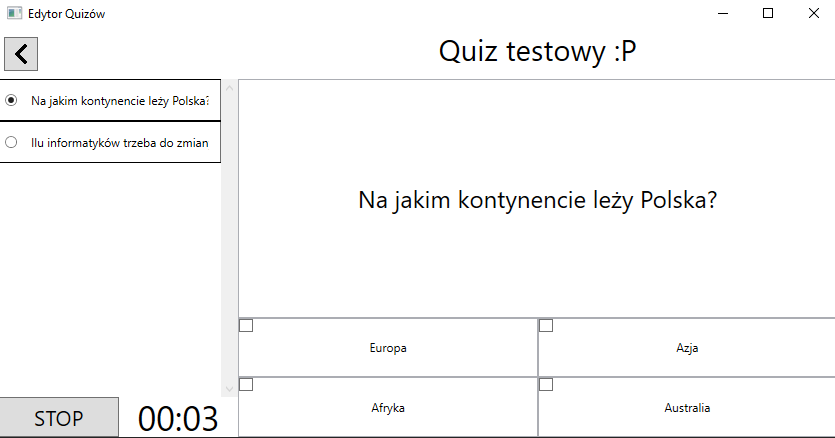 Edytor Quizów
Quiz testowy :P
Na jakim kontynencie leży Polska?
Ilu informatyków trzeba do zmian
Na jakim kontynencie leży Polska?
Europa
Azja
Afryka
Australia
STOP
00:03